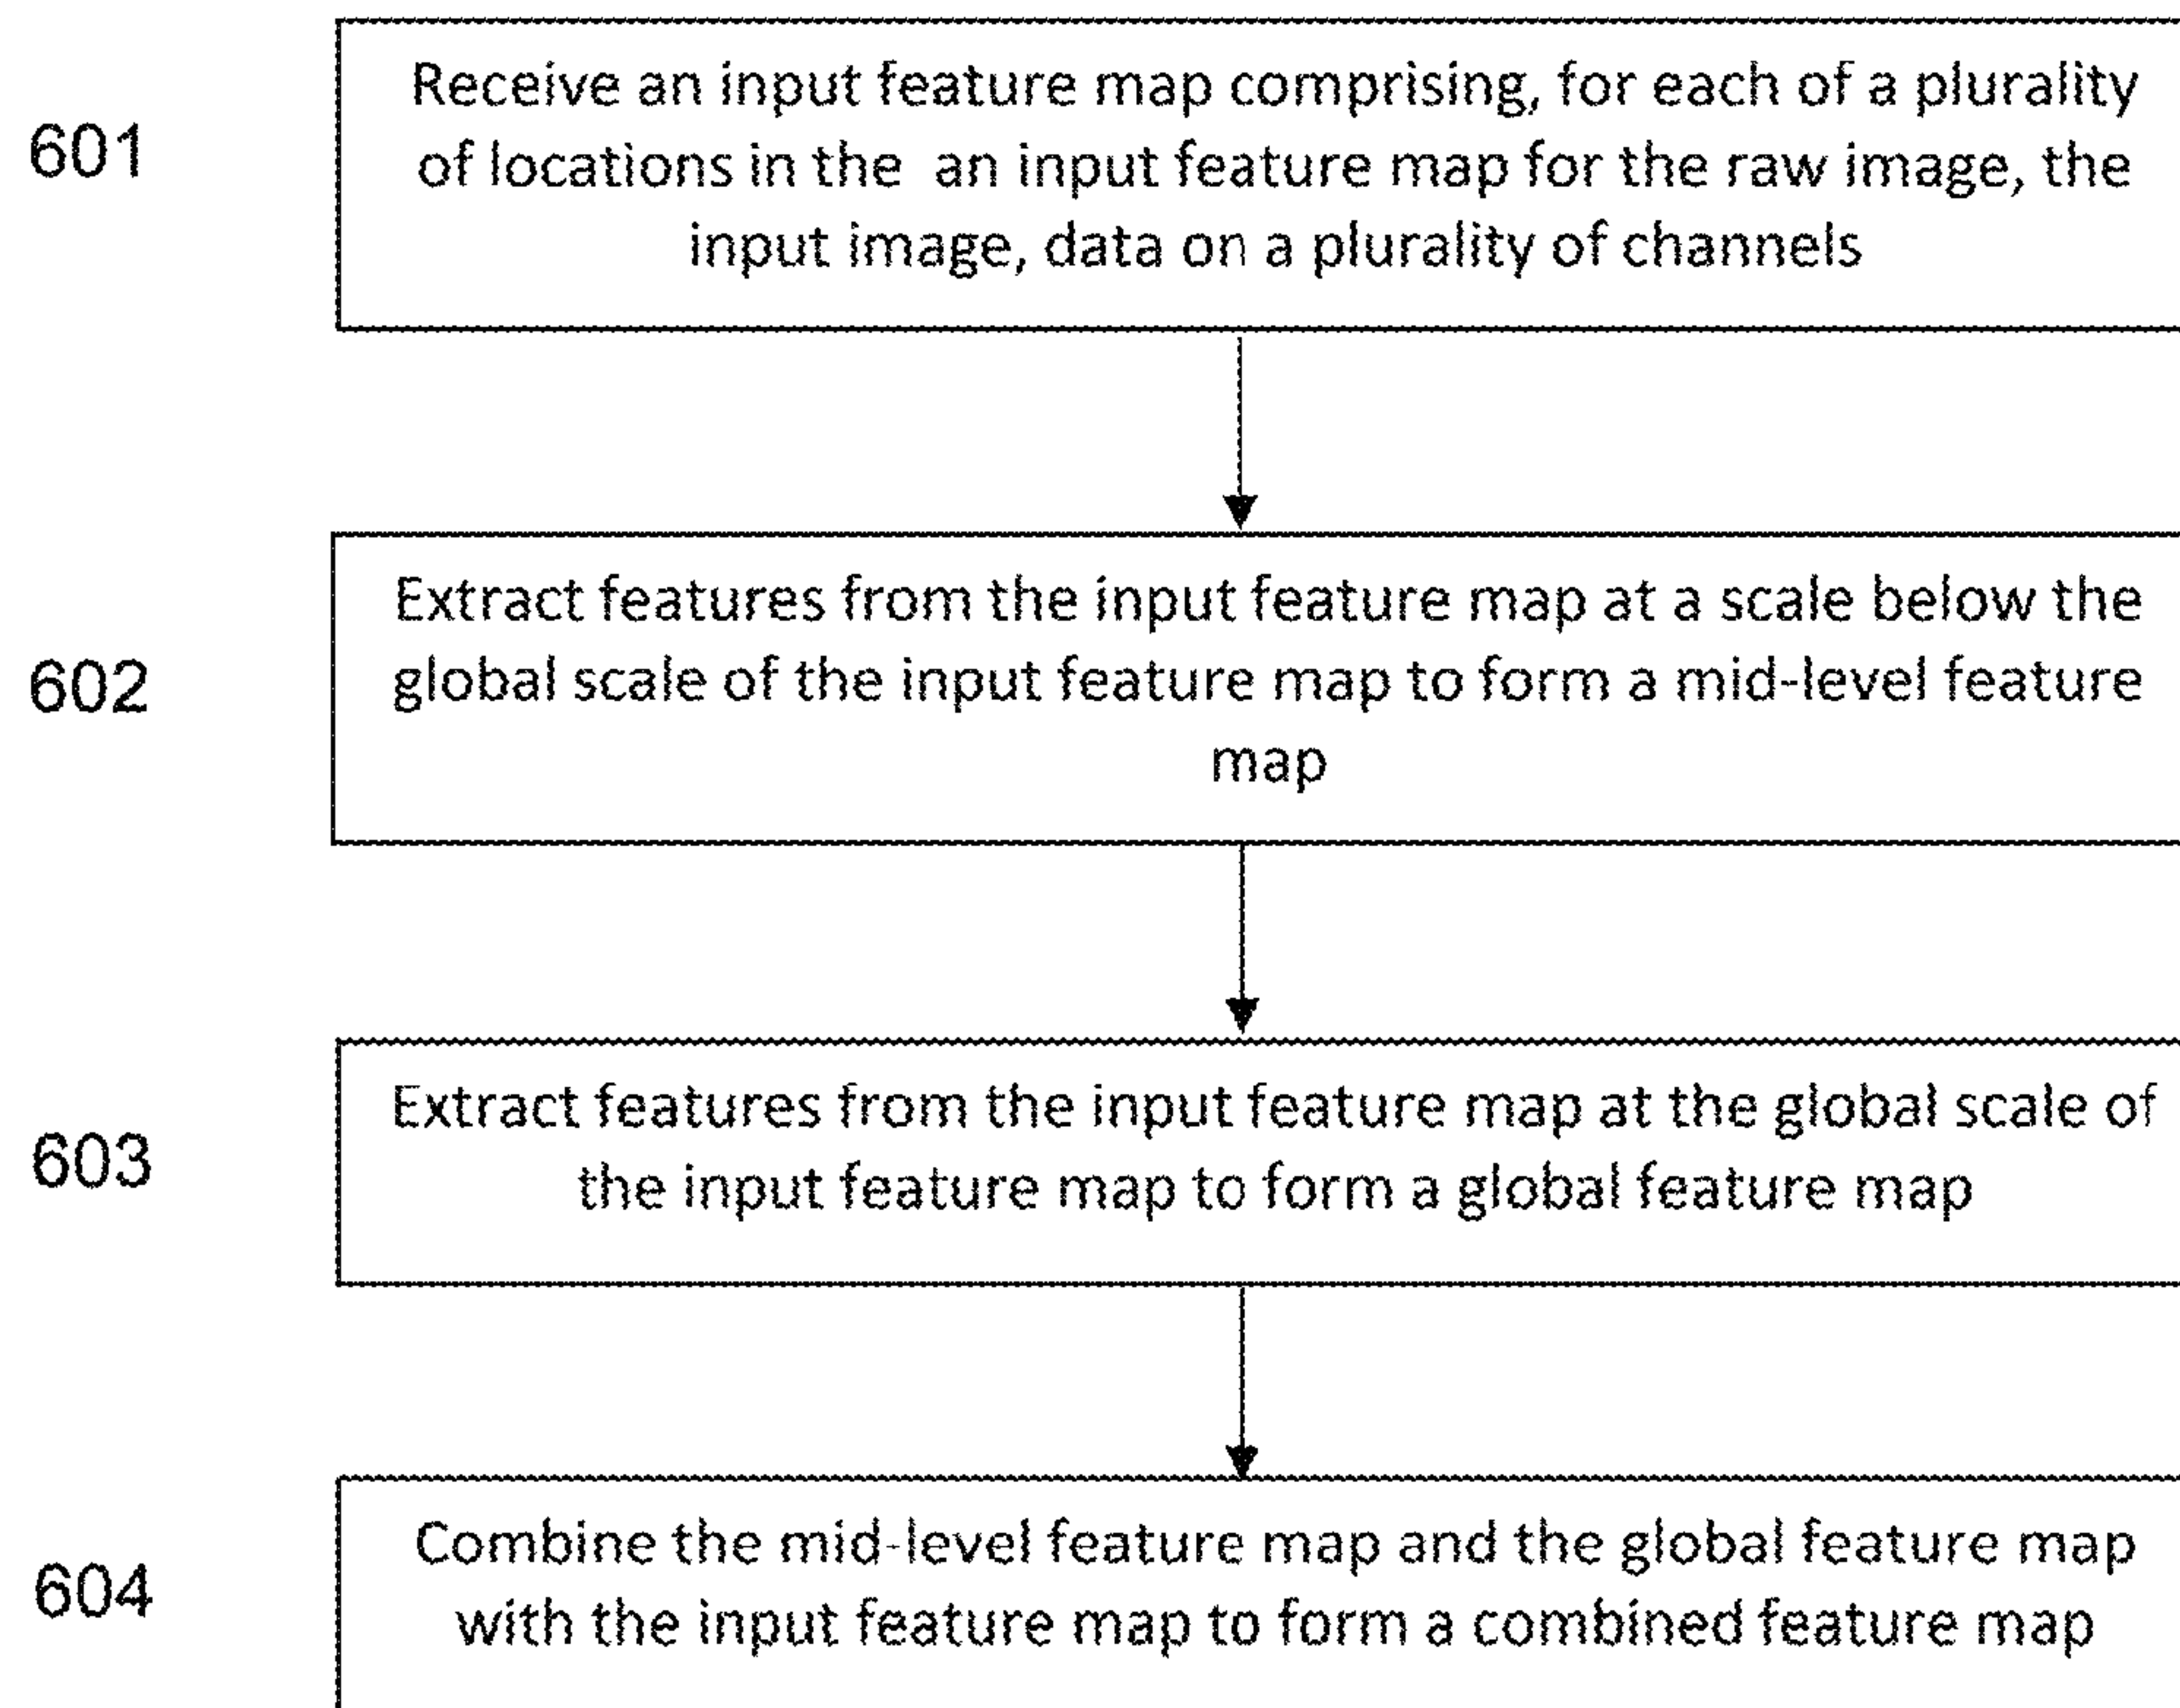 601
Receive an input feature map comprising, for each of a plurality
of locations in the an input feature map for the raw image, the
input image, data on a plurality of channels
602
Extract features from the input feature map at a scale below the
global scale of the input feature map to form a mid-level feature
map
603
Extract features from the input feature map at the global scale of
the input feature map to form a global feature map
604
Combine the mid-level feature map and the global feature map
with the input feature map to form a combined feature map